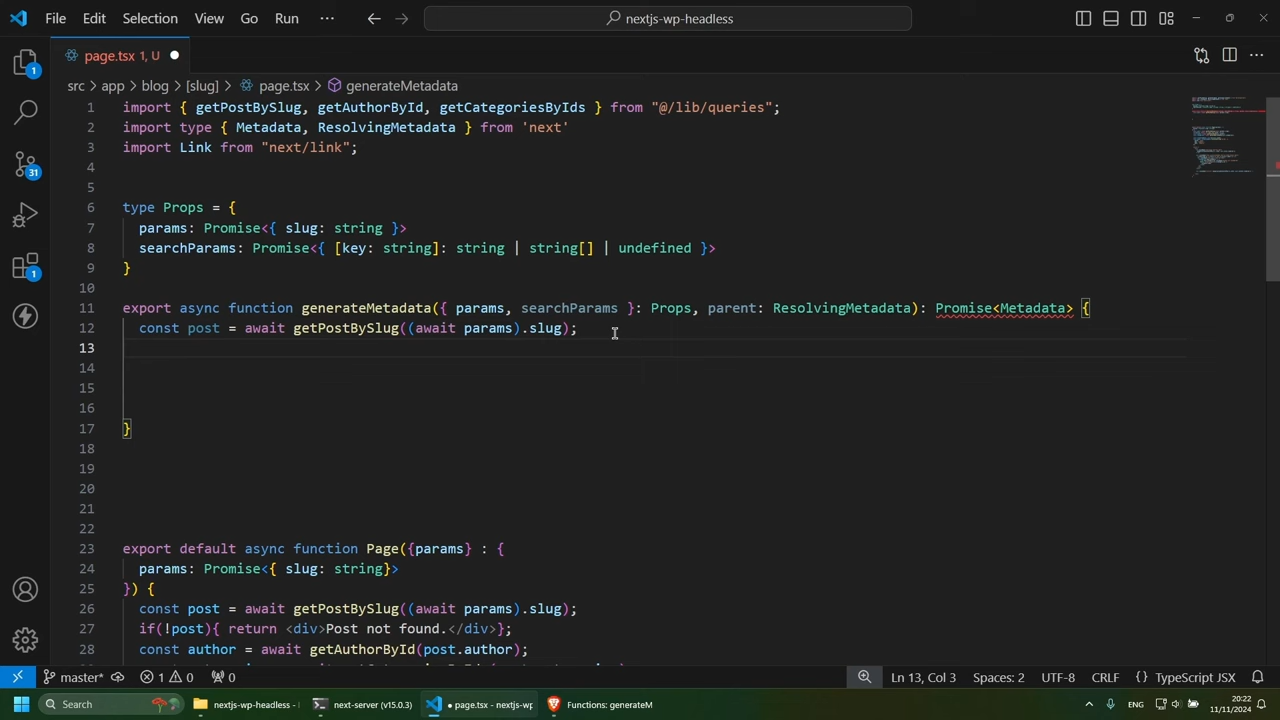 File Edit Selection View Go Run ··· nextjs-wp-headless
page.tsx 1, U
src > app > blog > [slug] > page.tsx > generateMetadata
1 import { getPostBySlug, getAuthorById, getCategoriesByIds } from "@/lib/queries";
2 import type { Metadata, ResolvingMetadata } from 'next'
3 import Link from "next/link";
4
5
6 type Props = {
7 params: Promise<{ slug: string }>
8 searchParams: Promise<{ [key: string]: string | string[] | undefined }>
9 }
10
11 export async function generateMetadata({ params, searchParams }: Props, parent: ResolvingMetadata): Promise<Metadata> {
12 const post = await getPostBySlug((await params).slug);
13
14
15
16
17 }
18
19
20
21
22
23 export default async function Page({params} : {
24 params: Promise<{ slug: string}>
25 }) {
26 const post = await getPostBySlug((await params).slug);
27 if(!post){ return <div>Post not found.</div>};
28 const author = await getAuthorById(post.author);
1
31
1
master* 1 0 0 Ln 13, Col 3 Spaces: 2 UTF-8 CRLF { } TypeScript JSX
Search nextjs-wp-headless - next-server (v15.0.3) ● page.tsx - nextjs-wp Functions: generateM ENG 20:22
11/11/2024